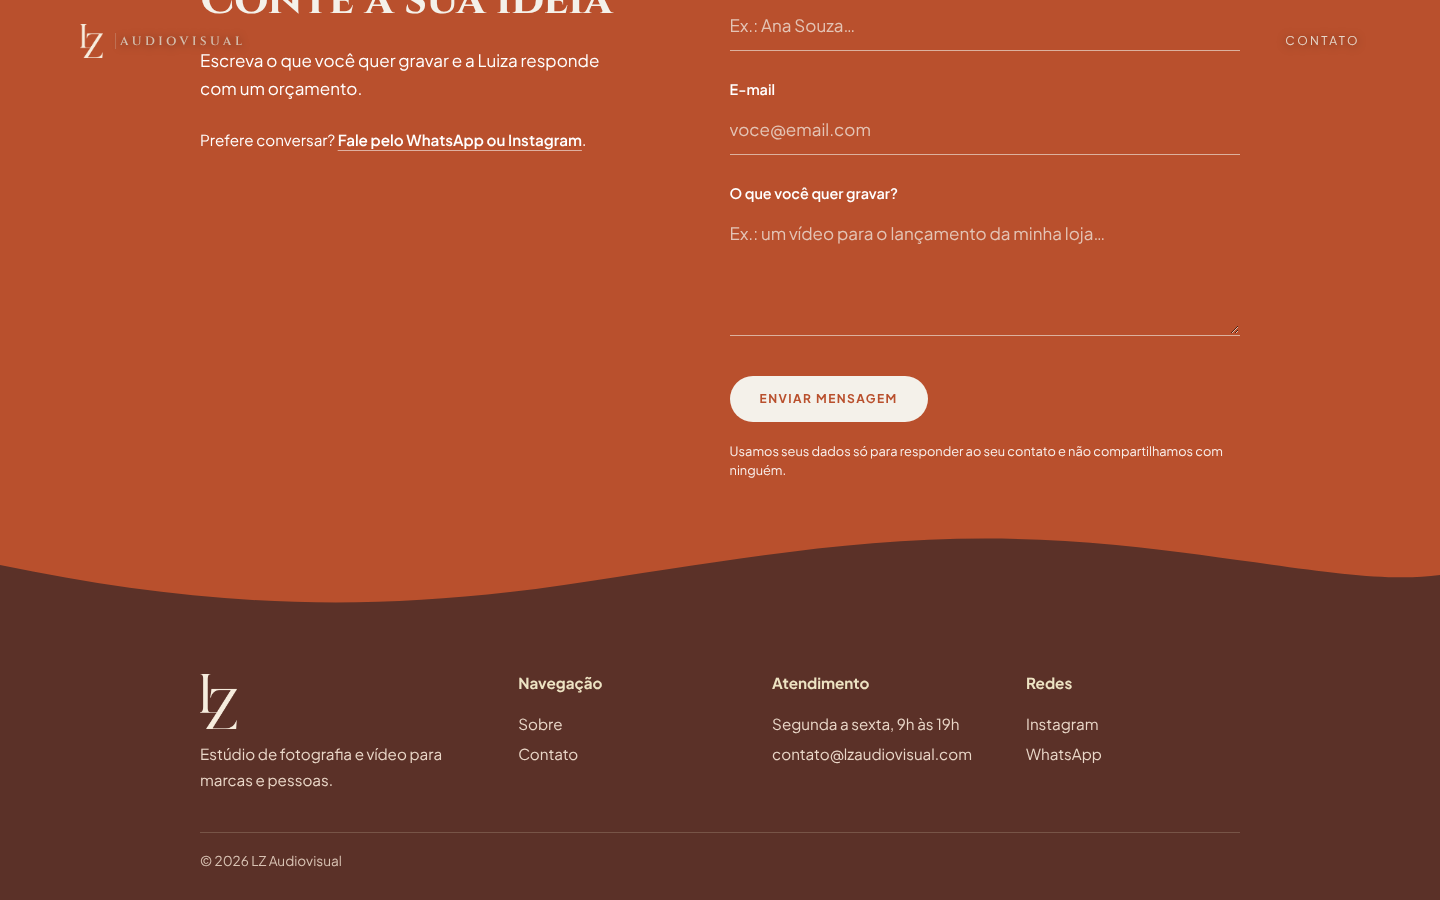 CONTE A SUA IDEIA
LZ AUDIOVISUAL
CONTATO
Escreva o que você quer gravar e a Luiza responde
com um orçamento.
Prefere conversar? Fale pelo WhatsApp ou Instagram.
Ex.: Ana Souza...
E-mail
voce@email.com
O que você quer gravar?
Ex.: um vídeo para o lançamento da minha loja...
ENVIAR MENSAGEM
Usamos seus dados só para responder ao seu contato e não compartilhamos com
ninguém.
LZ
Estúdio de fotografia e vídeo para
marcas e pessoas.
Navegação
Sobre
Contato
Atendimento
Segunda a sexta, 9h às 19h
contato@lzaudiovisual.com
Redes
Instagram
WhatsApp
© 2026 LZ Audiovisual